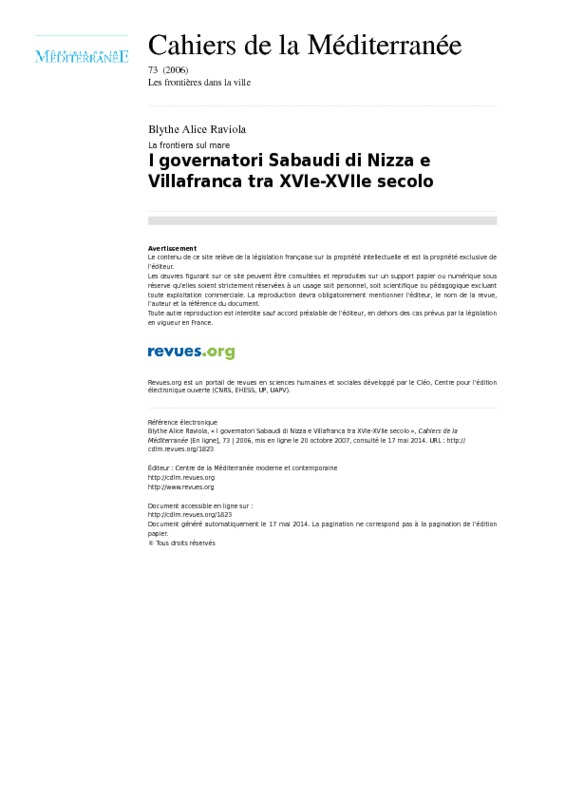 Cahiers de la Méditerranée
MÉDITERRANÉE
73 (2006)
Les frontières dans la ville
Blythe Alice Raviola
La frontiera sul mare
I governatori Sabaudi di Nizza e
Villafranca tra XVIe-XVIIe secolo
Avertissement
Le contenu de ce site relève de la législation française sur la propriété intellectuelle et est la propriété exclusive de
l'éditeur.
Les œuvres figurant sur ce site peuvent être consultées et reproduites sur un support papier ou numérique sous
réserve qu'elles soient strictement réservées à un usage soit personnel, soit scientifique ou pédagogique excluant
toute exploitation commerciale. La reproduction devra obligatoirement mentionner l'éditeur, le nom de la revue,
l'auteur et la référence du document.
Toute autre reproduction est interdite sauf accord préalable de l'éditeur, en dehors des cas prévus par la législation
en vigueur en France.
revues.org
Revues.org est un portail de revues en sciences humaines et sociales développé par le Cléo, Centre pour l'édition
électronique ouverte (CNRS, EHESS, UP, UAPV).
Référence électronique
Blythe Alice Raviola, « I governatori Sabaudi di Nizza e Villafranca tra XVIe-XVIIe secolo », Cahiers de la
Méditerranée [En ligne], 73 | 2006, mis en ligne le 20 octobre 2007, consulté le 17 mai 2014. URL : http://
cdlm.revues.org/1823
Éditeur : Centre de la Méditerranée moderne et contemporaine
http://cdlm.revues.org
http://www.revues.org
Document accessible en ligne sur :
http://cdlm.revues.org/1823
Document généré automatiquement le 17 mai 2014. La pagination ne correspond pas à la pagination de l'édition
papier.
© Tous droits réservés